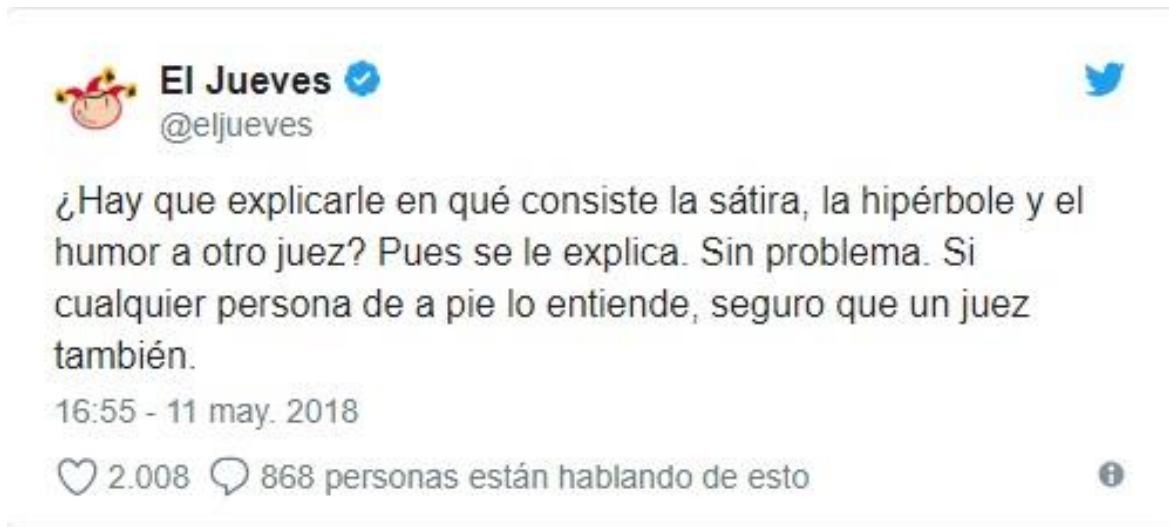 El Jueves
@eljueves
¿Hay que explicarle en qué consiste la sátira, la hipérbole y el
humor a otro juez? Pues se le explica. Sin problema. Si
cualquier persona de a pie lo entiende, seguro que un juez
también.
16:55 - 11 may. 2018
2.008 868 personas están hablando de esto